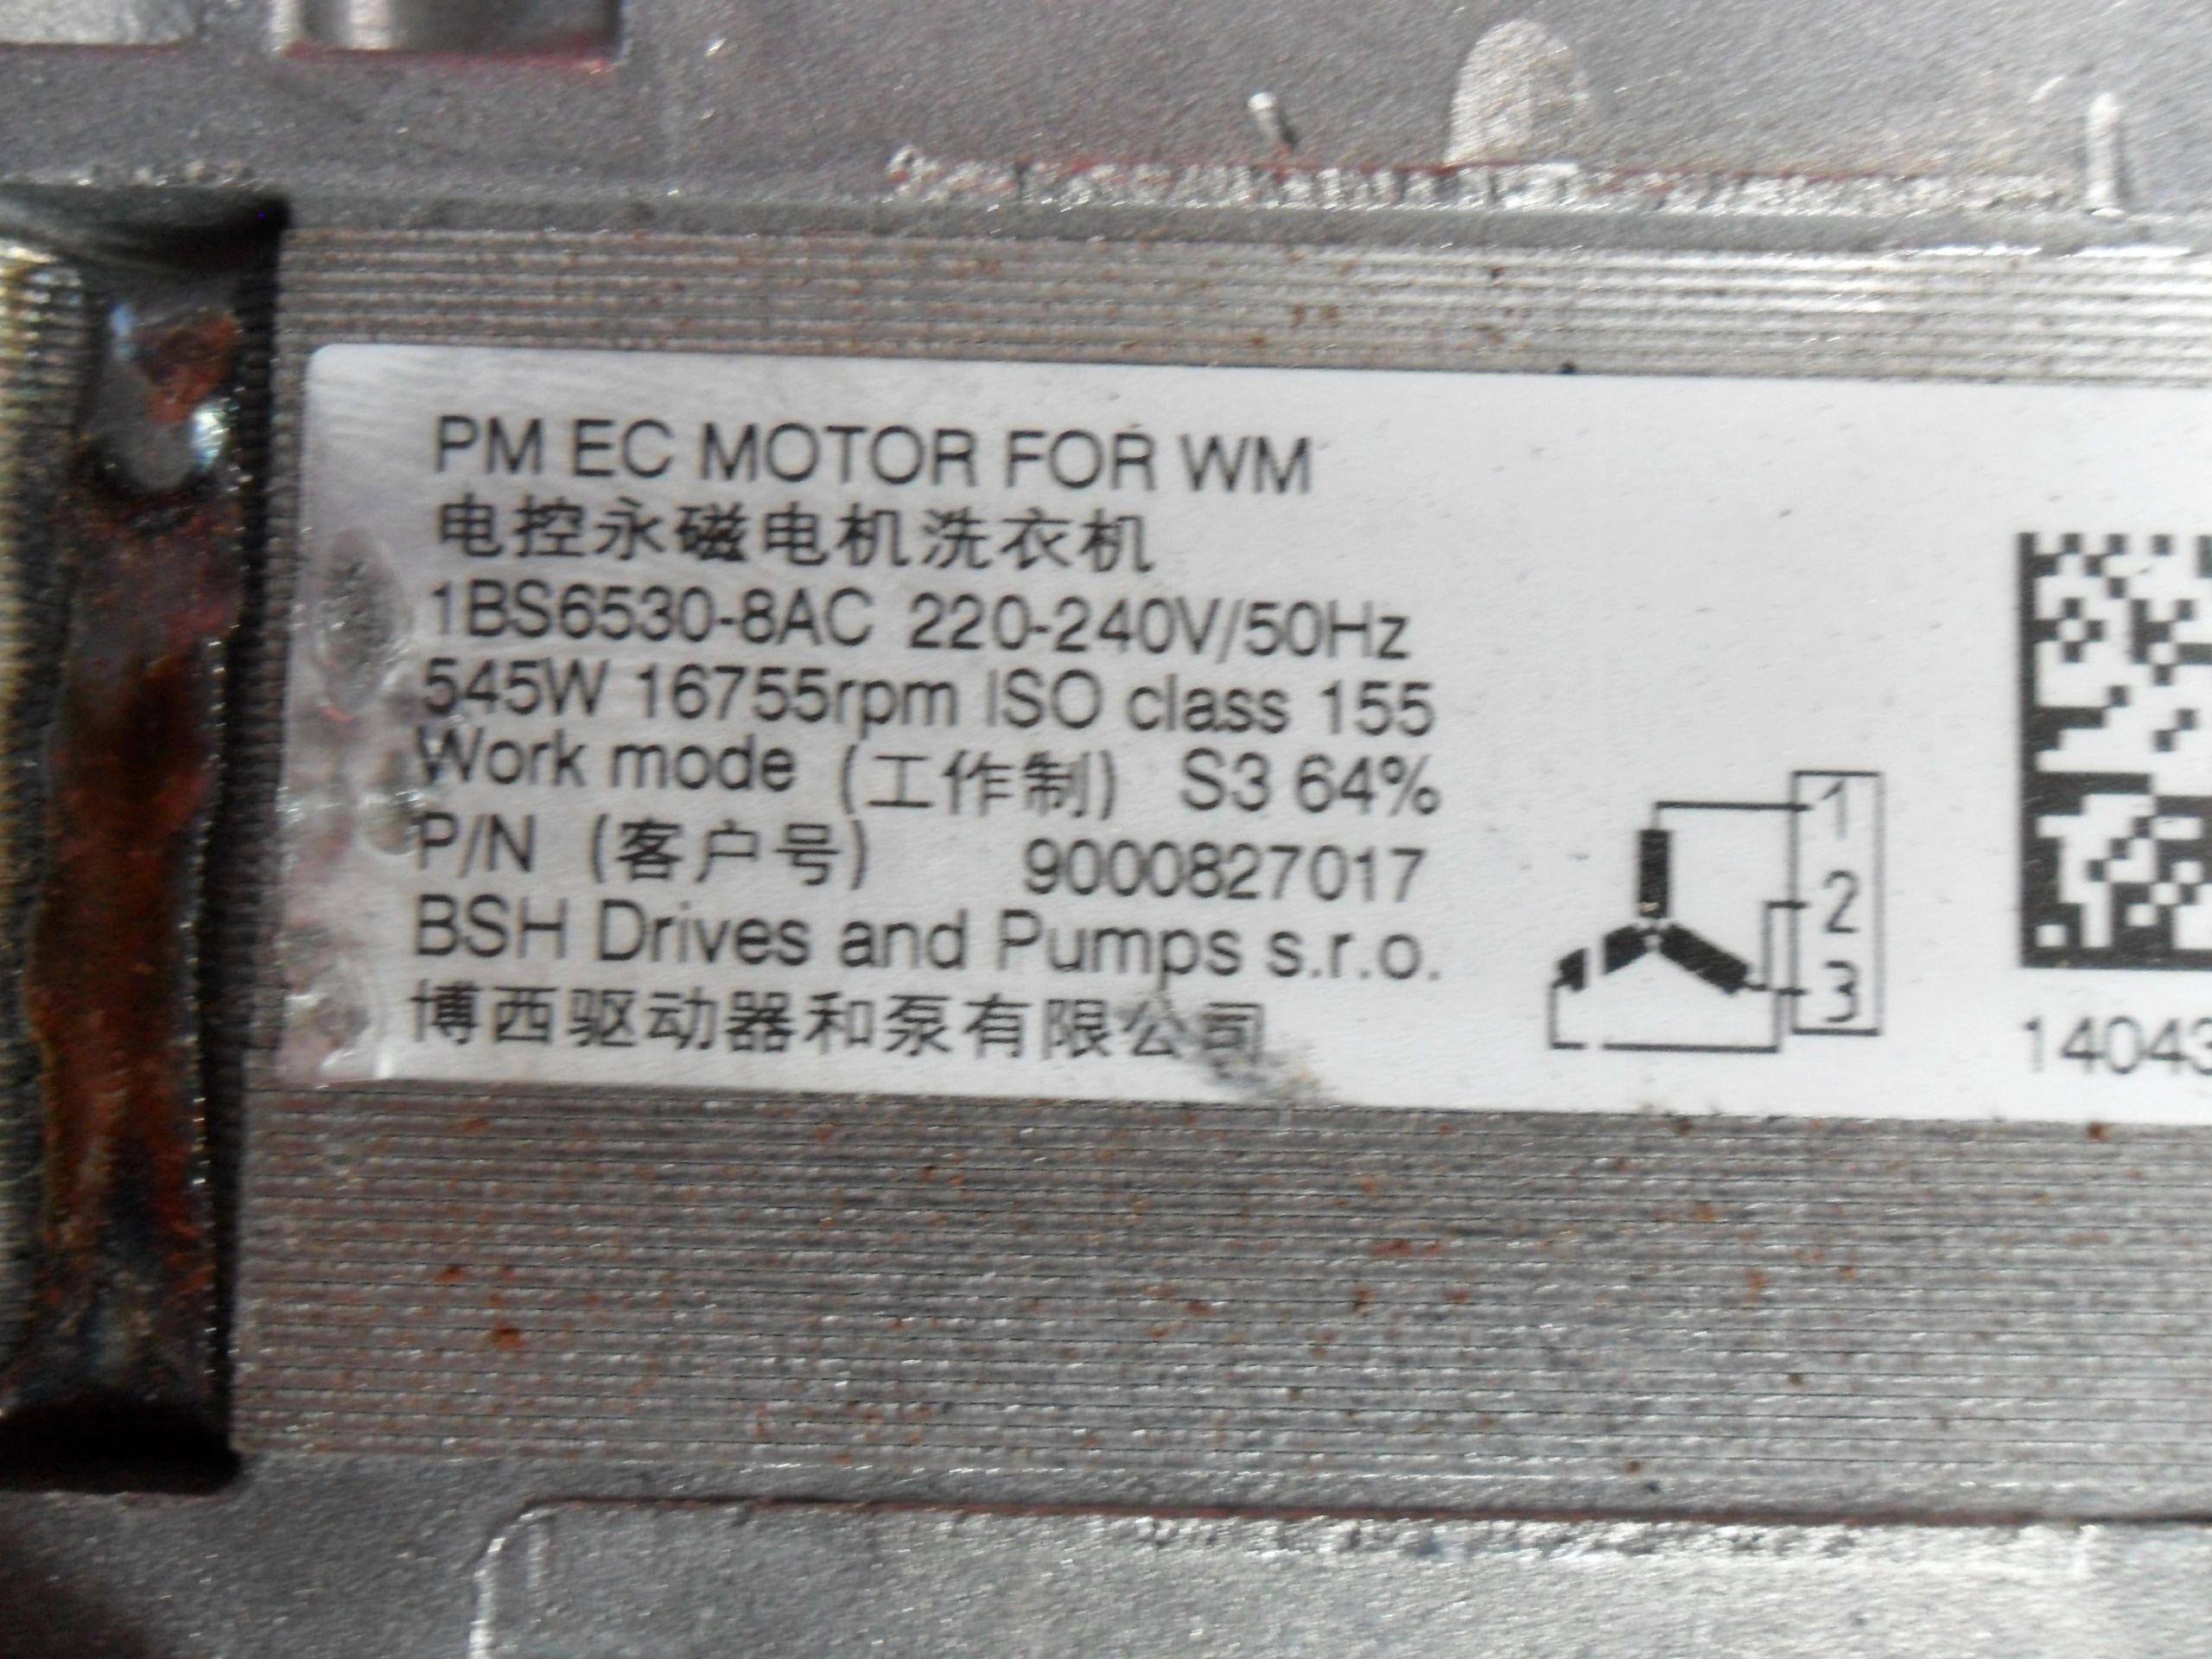 PM EC MOTOR FOR WM
电控永磁电机洗衣机
1BS6530-8AC 220-240V/50Hz
545W 16755rpm ISO class 155
Work mode (工作制) S3 64%
P/N (客户号) 9000827017
BSH Drives and Pumps s.r.o.
博西驱动器和泵有限公司
1
2
3
14043